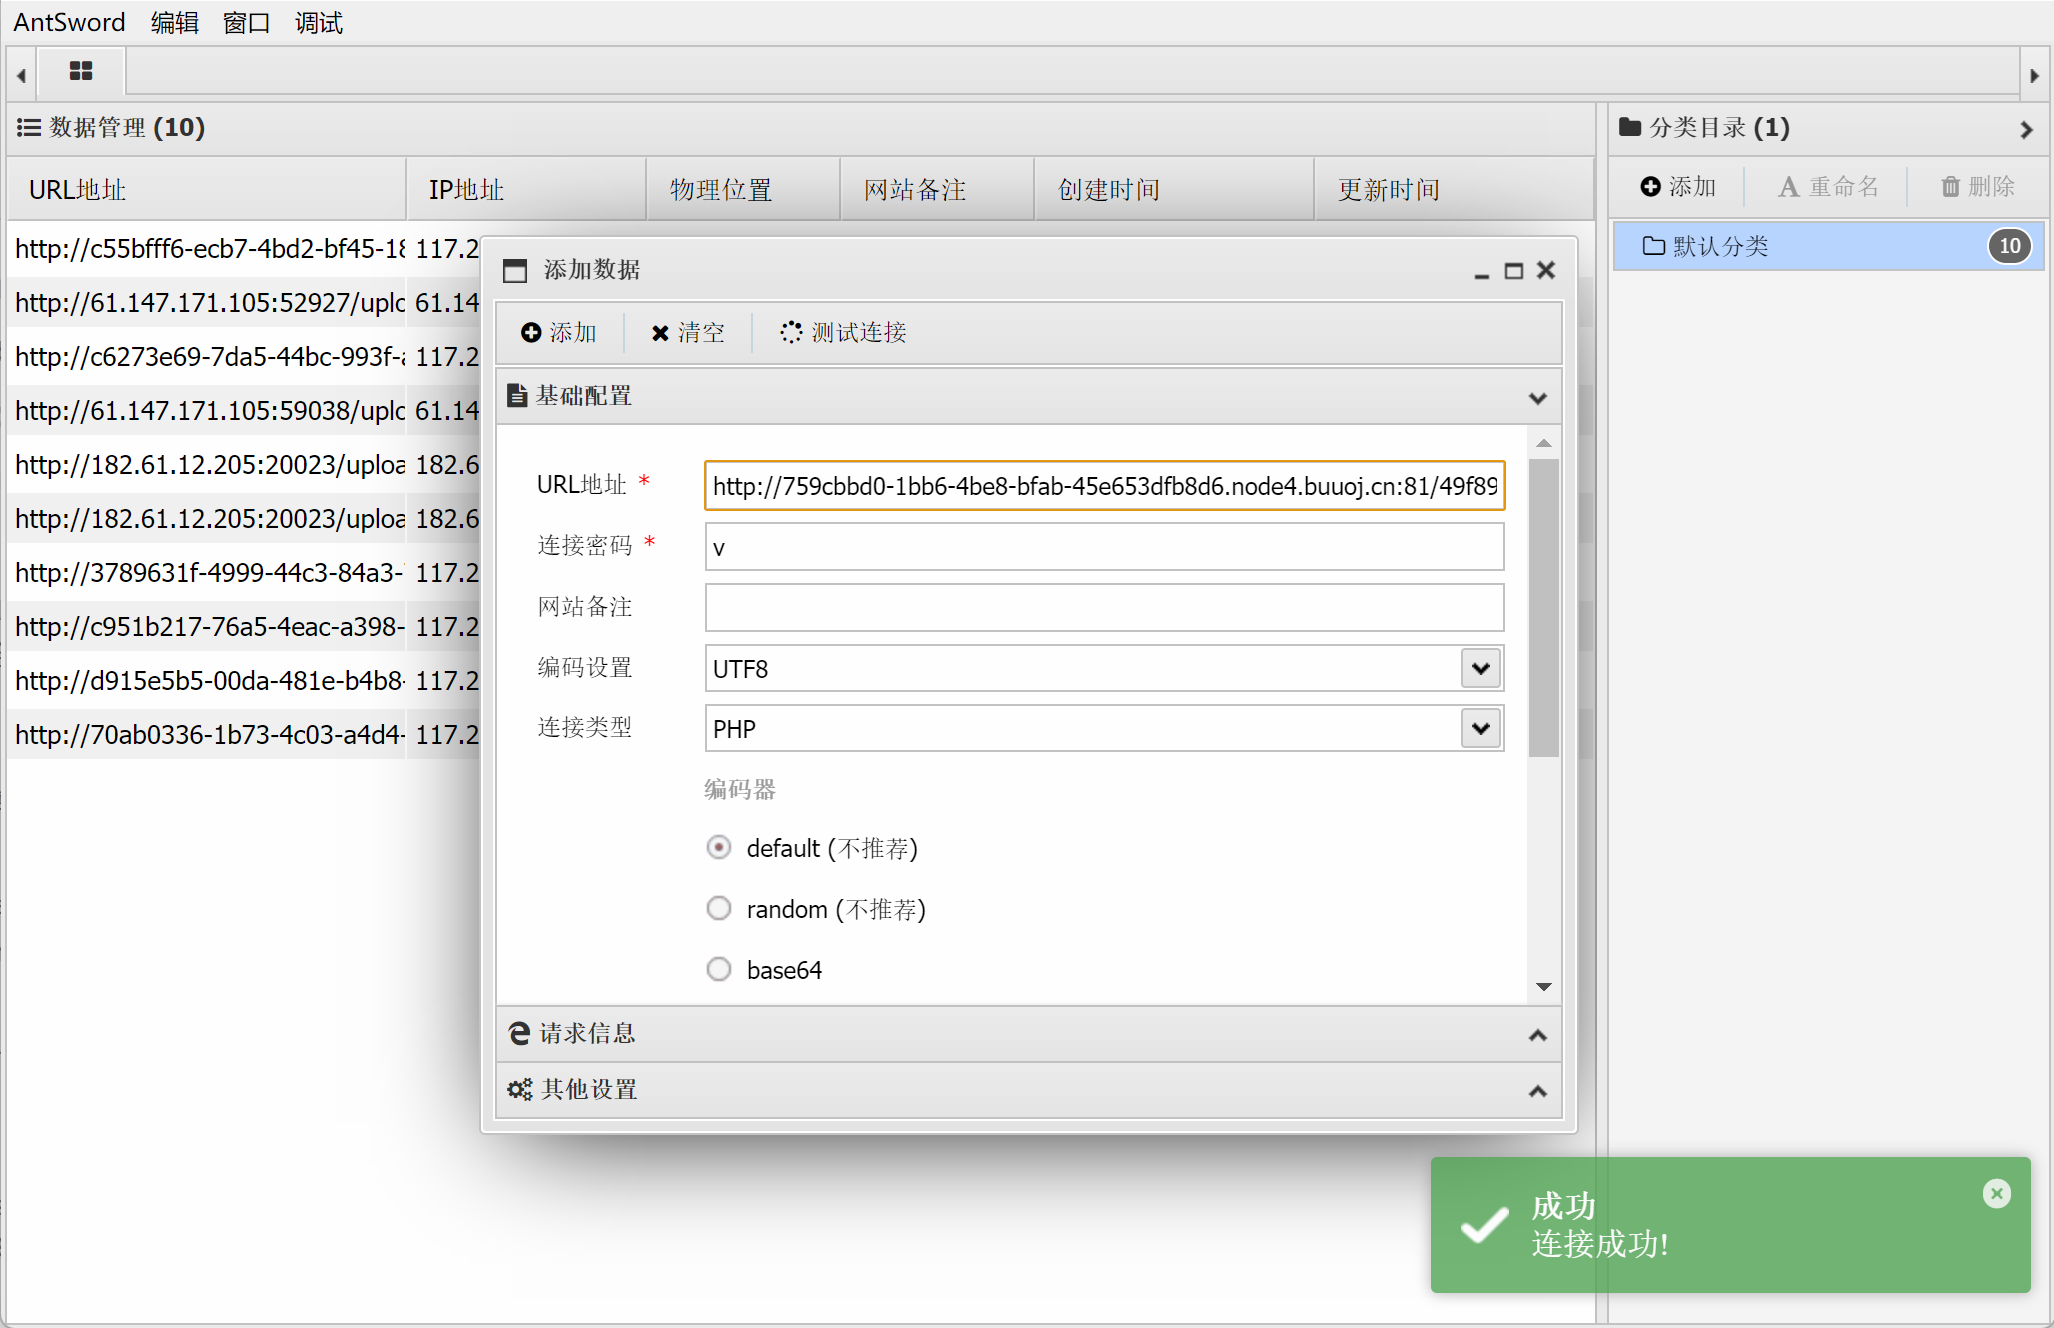 AntSword 编辑 窗口 调试
数据管理 (10)
URL地址 IP地址 物理位置 网站备注 创建时间 更新时间
http://c55bfff6-ecb7-4bd2-bf45-18 117.2
http://61.147.171.105:52927/uplo 61.14
http://c6273e69-7da5-44bc-993f-a 117.2
http://61.147.171.105:59038/uplo 61.14
http://182.61.12.205:20023/uploa 182.6
http://182.61.12.205:20023/uploa 182.6
http://3789631f-4999-44c3-84a3- 117.2
http://c951b217-76a5-4eac-a398- 117.2
http://d915e5b5-00da-481e-b4b8- 117.2
http://70ab0336-1b73-4c03-a4d4- 117.2
分类目录 (1)
添加 重命名 删除
默认分类 10
添加数据
添加 清空 测试连接
基础配置
URL地址 * http://759cbbd0-1bb6-4be8-bfab-45e653dfb8d6.node4.buuoj.cn:81/49f89
连接密码 * v
网站备注
编码设置 UTF8
连接类型 PHP
编码器
default (不推荐)
random (不推荐)
base64
请求信息
其他设置
成功
连接成功!